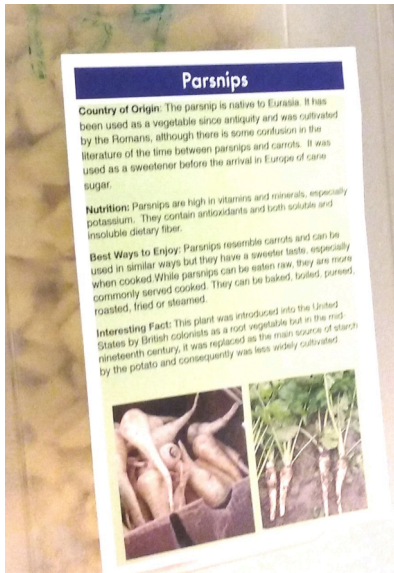 Parsnips
Country of Origin: The parsnip is native to Eurasia. It has
been used as a vegetable since antiquity and was cultivated
by the Romans, although there is some confusion in the
literature of the time between parsnips and carrots. It was
used as a sweetener before the arrival in Europe of cane
sugar.
Nutrition: Parsnips are high in vitamins and minerals, especially
potassium. They contain antioxidants and both soluble and
insoluble dietary fiber.
Best Ways to Enjoy: Parsnips resemble carrots and can be
used in similar ways but they have a sweeter taste, especially
when cooked.While parsnips can be eaten raw, they are more
commonly served cooked. They can be baked, boiled, pureed,
roasted, fried or steamed.
Interesting Fact: This plant was introduced into the United
States by British colonists as a root vegetable but in the mid-
nineteenth century, it was replaced as the main source of starch
by the potato and consequently was less widely cultivated